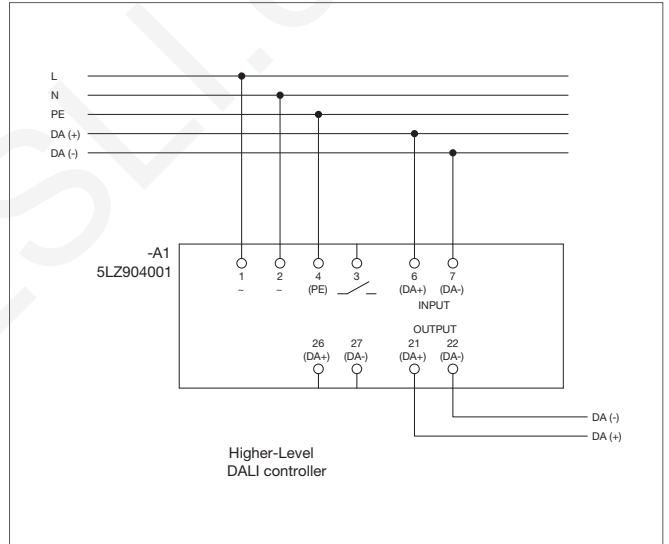 L
N
PE
DA (+)
DA (-)
-A1
5LZ904001
1 2 4 3 6 7
~ ~ (PE) (DA+) (DA-)
INPUT
OUTPUT
26 27 21 22
(DA+) (DA-) (DA+) (DA-)
DA (-)
DA (+)
Higher-Level
DALI controller